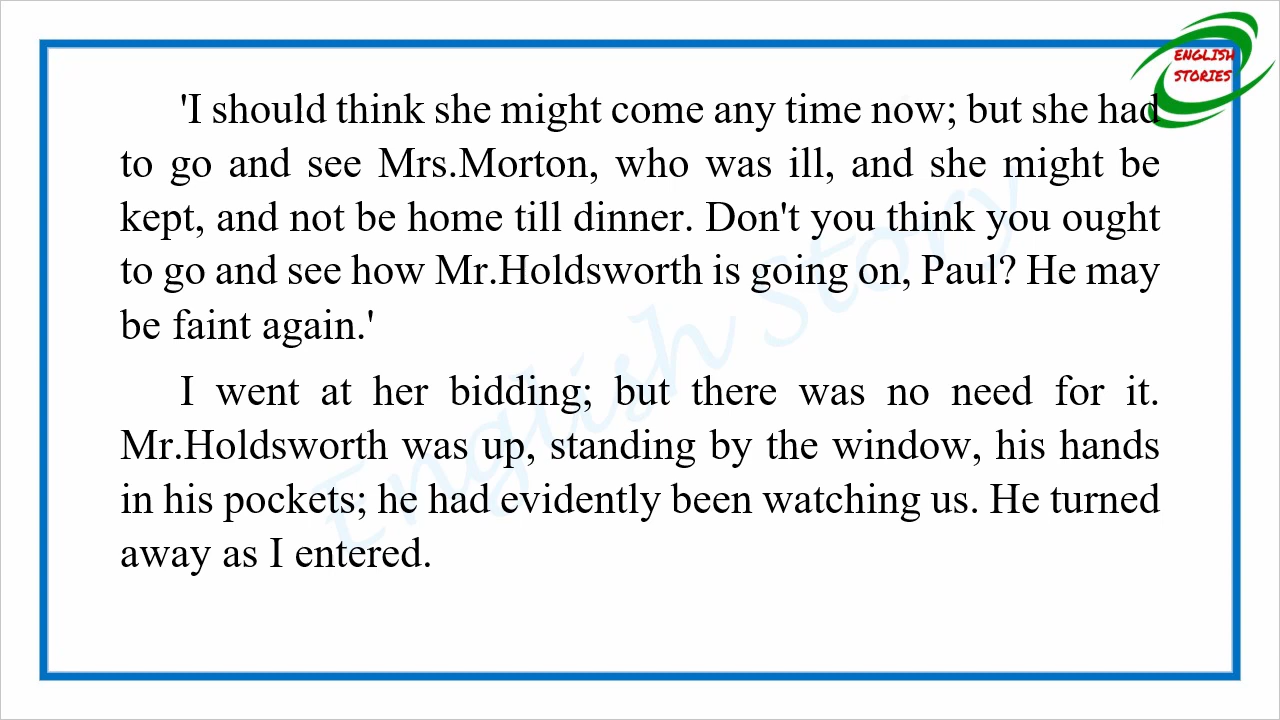 ENGLISH
STORIES
'I should think she might come any time now; but she had
to go and see Mrs.Morton, who was ill, and she might be
kept, and not be home till dinner. Don't you think you ought
to go and see how Mr.Holdsworth is going on, Paul? He may
be faint again.'
I went at her bidding; but there was no need for it.
Mr.Holdsworth was up, standing by the window, his hands
in his pockets; he had evidently been watching us. He turned
away as I entered.
English Story